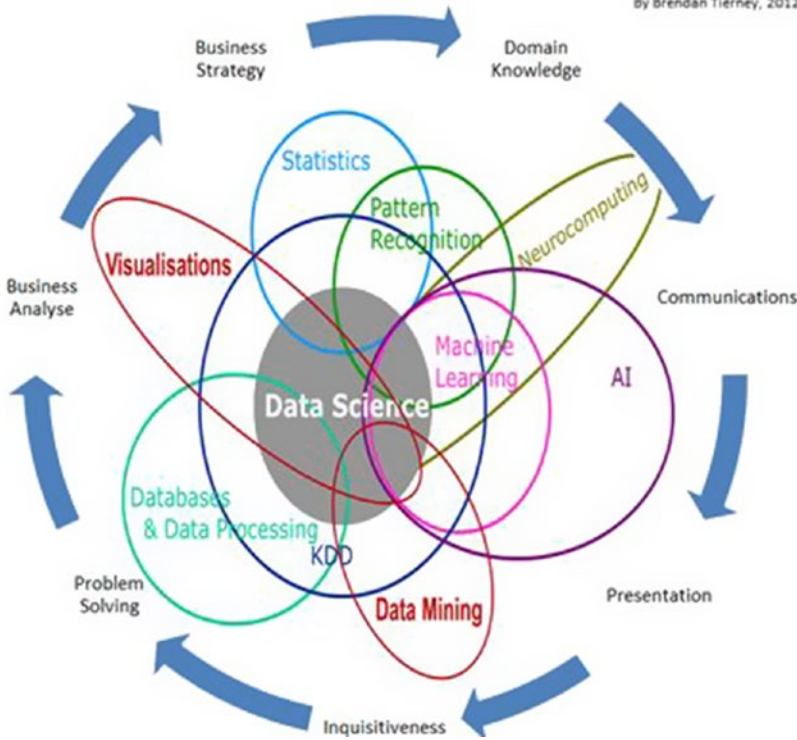 By Brendan Tierney, 2012
Business
Strategy
Domain
Knowledge
Statistics
Pattern
Recognition
Neurocomputing
Visualisations
Business
Analyse
Communications
Machine
Learning
AI
Data Science
Databases
& Data Processing
KDD
Problem
Solving
Data Mining
Presentation
Inquisitiveness